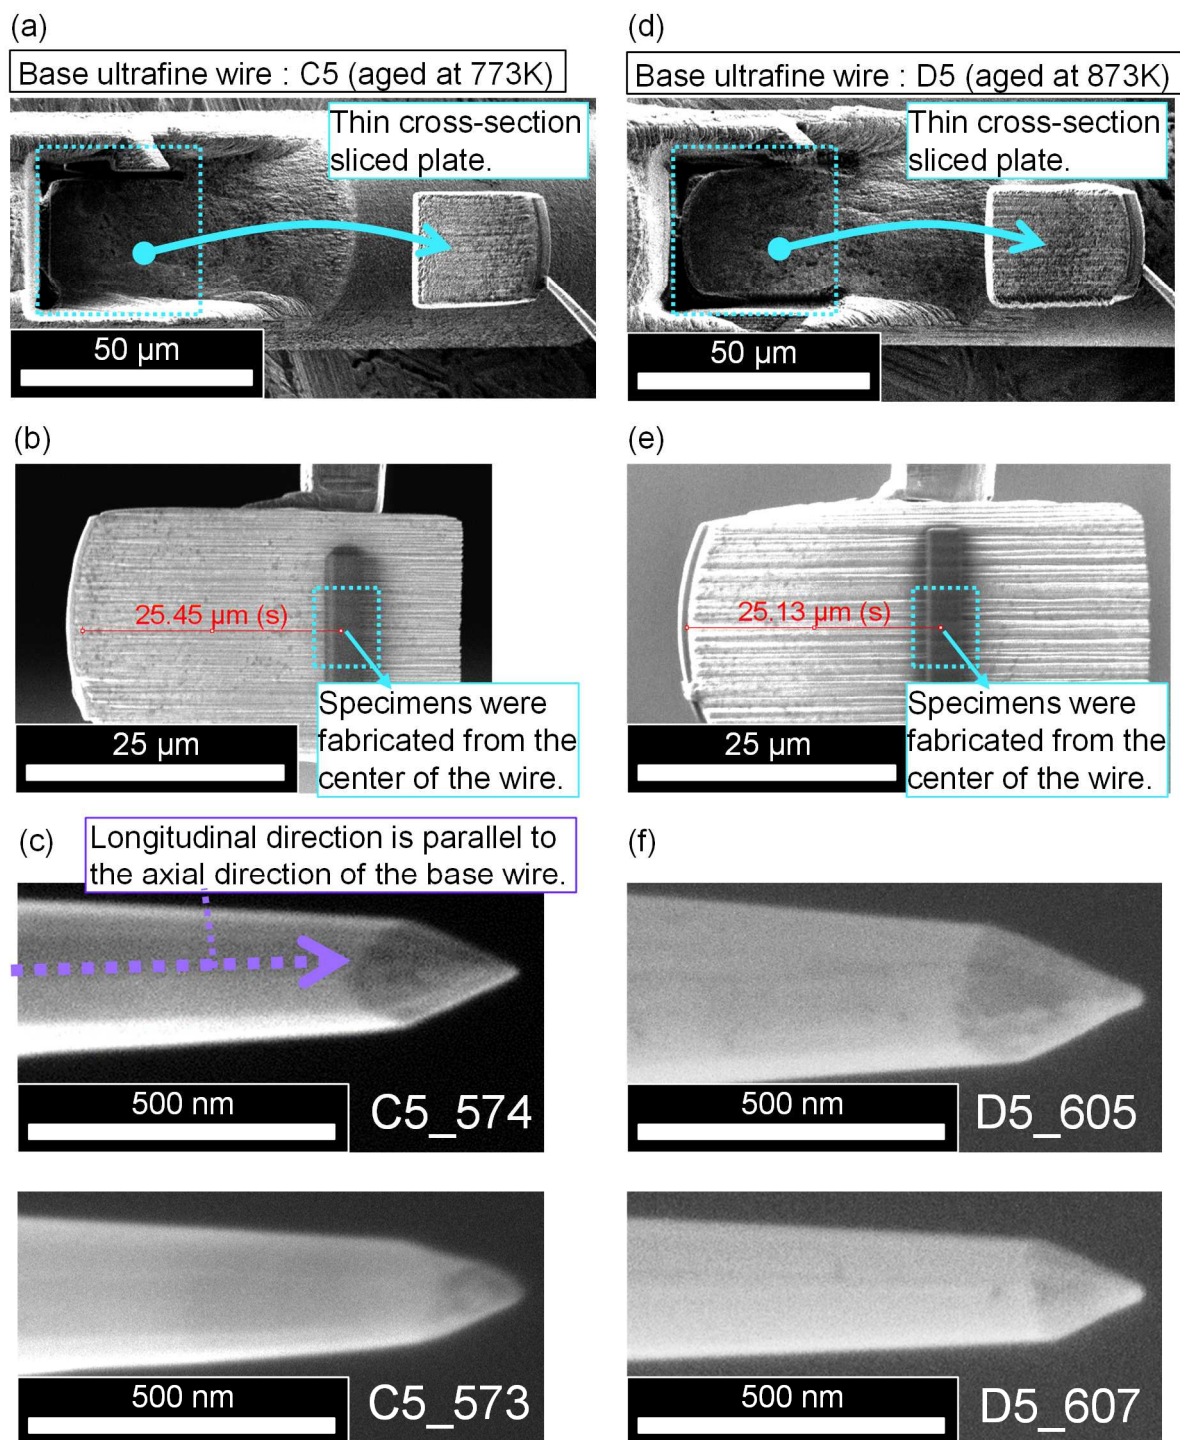 (a)
Base ultrafine wire : C5 (aged at 773K)
Thin cross-section
sliced plate.
50 µm
(b)
25.45 µm (s)
Specimens were
fabricated from the
center of the wire.
25 µm
(c)
Longitudinal direction is parallel to
the axial direction of the base wire.
500 nm
C5_574
500 nm
C5_573
(d)
Base ultrafine wire : D5 (aged at 873K)
Thin cross-section
sliced plate.
50 µm
(e)
25.13 µm (s)
Specimens were
fabricated from the
center of the wire.
25 µm
(f)
500 nm
D5_605
500 nm
D5_607